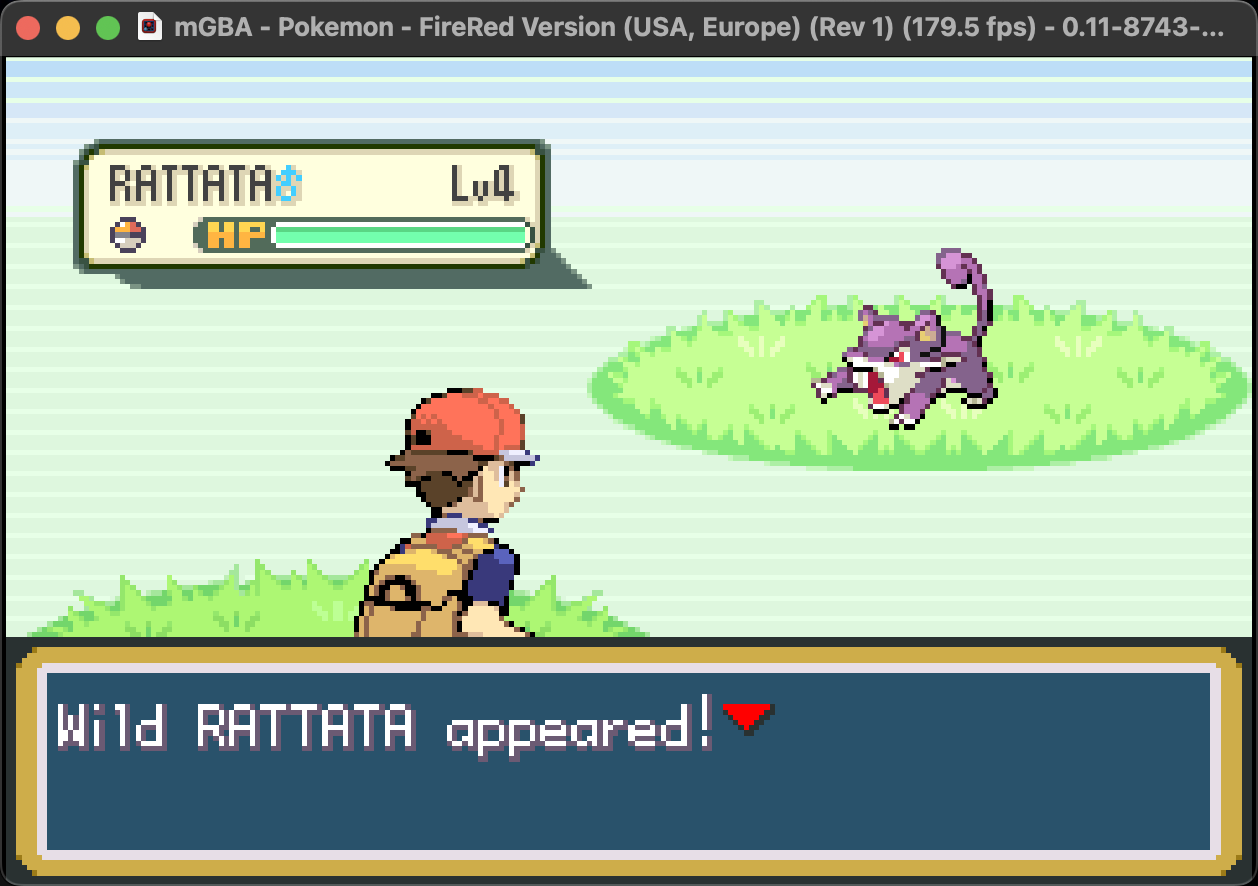 mGBA - Pokemon - FireRed Version (USA, Europe) (Rev 1) (179.5 fps) - 0.11-8743-...
RATTATA♂ Lv4
HP
Wild RATTATA appeared!